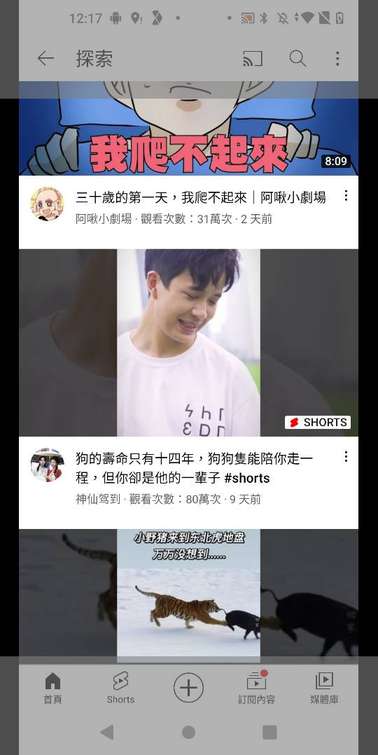 12:17
探索
我爬不起來
8:09
三十歲的第一天，我爬不起來｜阿啾小劇場
阿啾小劇場 · 觀看次數：31萬次 · 2 天前
SHORTS
狗的壽命只有十四年，狗狗隻能陪你走一
程，但你卻是他的一輩子 #shorts
神仙驾到 · 觀看次數：80萬次 · 9 天前
小野猪来到东北虎地盘
万万没想到......
首頁
Shorts
訂閱內容
媒體庫